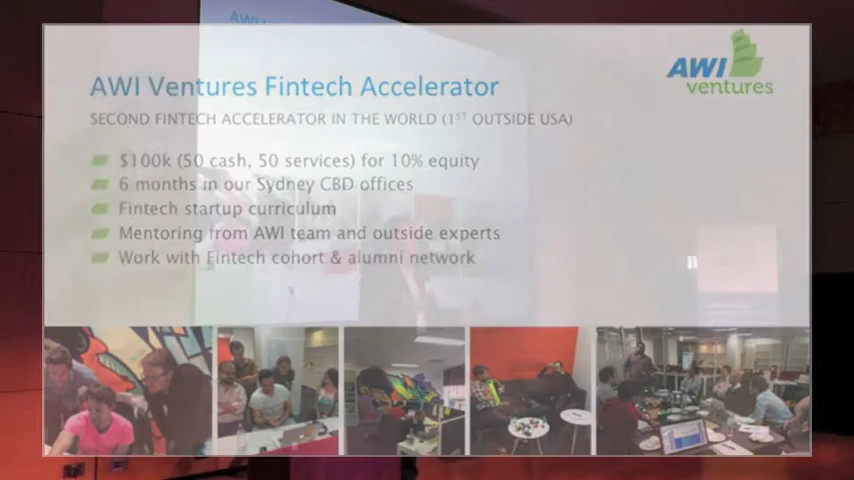 AWI
AWI
ventures
AWI Ventures Fintech Accelerator
SECOND FINTECH ACCELERATOR IN THE WORLD (1ST OUTSIDE USA)
$100k (50 cash, 50 services) for 10% equity
6 months in our Sydney CBD offices
Fintech startup curriculum
Mentoring from AWI team and outside experts
Work with Fintech cohort & alumni network